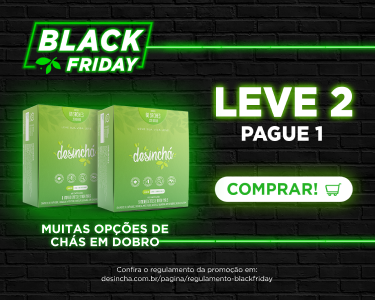 BLACK
FRIDAY
LEVE 2
PAGUE 1
desinchá
desinchá
COMPRAR!
MUITAS OPÇÕES DE
CHÁS EM DOBRO
Confira o regulamento da promoção em:
desincha.com.br/pagina/regulamento-blackfriday